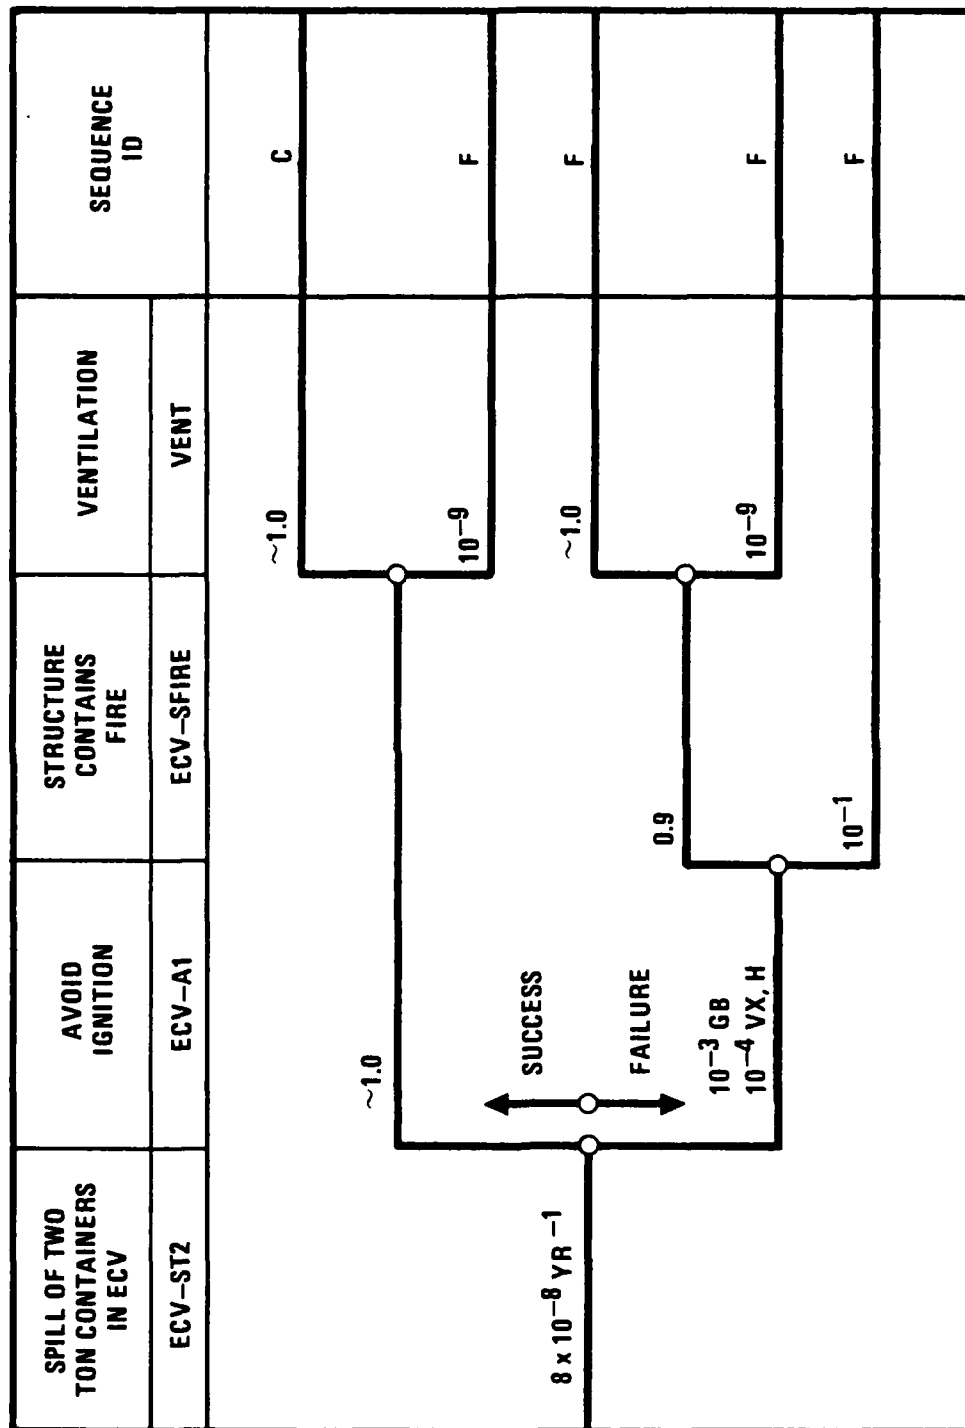 SPILL OF TWO
TON CONTAINERS
IN ECV
AVOID
IGNITION
STRUCTURE
CONTAINS
FIRE
VENTILATION
SEQUENCE
ID
ECV–ST2
ECV–A1
ECV–SFIRE
VENT
~1.0
C
~1.0
10⁻⁹
F
SUCCESS
~1.0
F
8 x 10⁻⁸ YR⁻¹
FAILURE
0.9
10⁻³ GB
10⁻⁴ VX, H
10⁻⁹
F
10⁻¹
F